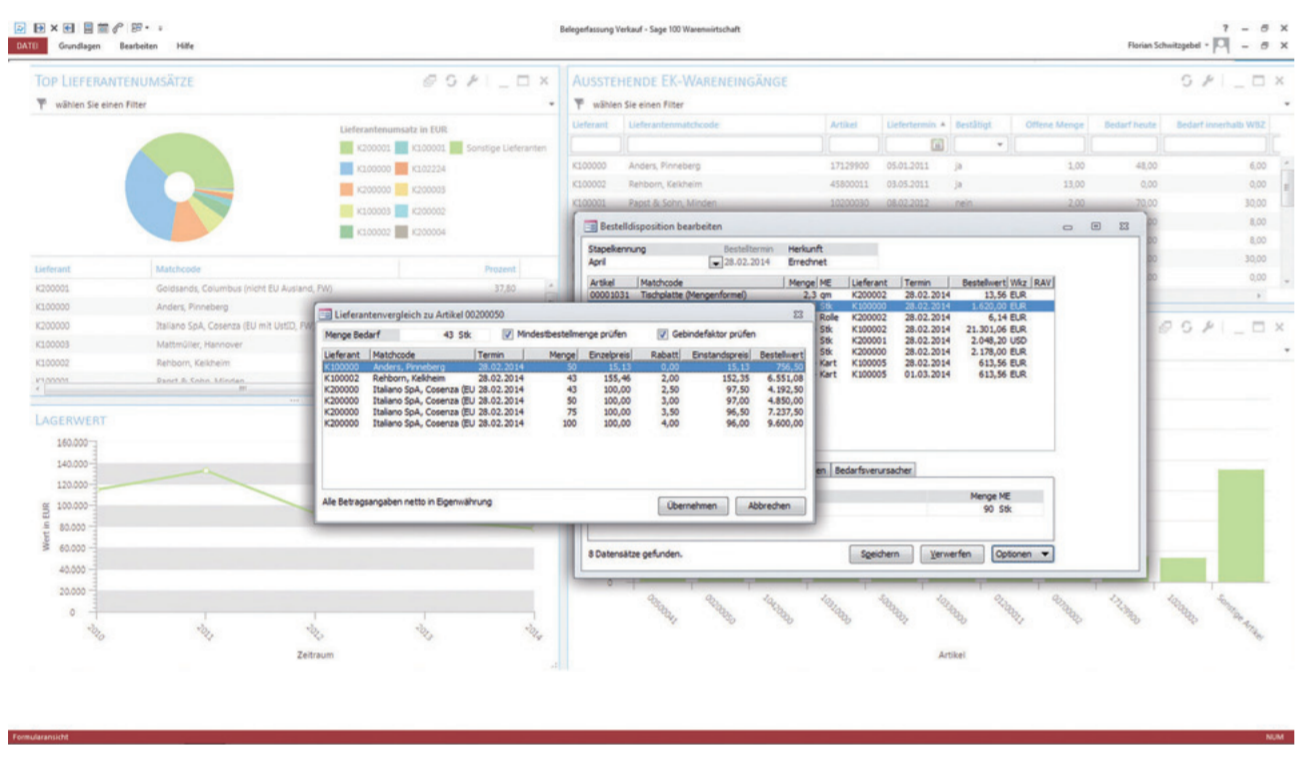 Belegerfassung Verkauf - Sage 100 Warenwirtschaft
DATEI Grundlagen Bearbeiten Hilfe
Florian Schwitzgebel
TOP LIEFERANTENUMSÄTZE
wählen Sie einen Filter
Lieferantenumsatz in EUR
K200001 K100001 Sonstige Lieferanten
K100000 K102224
K200000 K200003
K100003 K200002
K100002 K200004
Lieferant Matchcode Prozent
K200001 Goldsands, Columbus (nicht EU Ausland, FW) 37,80
K100000 Anders, Pinneberg
K200000 Italiano SpA, Cosenza (EU mit UstID, FW)
K100003 Mattmüller, Hannover
K100002 Rehborn, Kelkheim
K100001 Papst & Sohn, Minden
LAGERWERT
Wert in EUR
160.000
140.000
120.000
100.000
80.000
60.000
40.000
20.000
0
2010 2011 2012 2013 2014
Zeitraum
AUSSTEHENDE EK-WARENEINGÄNGE
wählen Sie einen Filter
Lieferant Lieferantenmatchcode Artikel Liefertermin Bestätigt Offene Menge Bedarf heute Bedarf innerhalb WBZ
K100000 Anders, Pinneberg 17129900 05.01.2011 ja 1,00 48,00 6,00
K100002 Rehborn, Kelkheim 45800011 03.05.2011 ja 13,00 0,00 0,00
K100001 Papst & Sohn, Minden 10200030 08.02.2012 nein 2,00 70,00 30,00
8,00
8,00
30,00
0,00
Bestelldisposition bearbeiten
Stapelkennung Bestelltermin Herkunft
April 28.02.2014 Errechnet
Artikel Matchcode Menge ME Lieferant Termin Bestellwert Wkz RAV
00001031 Tischplatte (Mengenformel) 2,3 qm K200002 28.02.2014 13,56 EUR
Stk K100000 28.02.2014 1.620,00 EUR
Rolle K200002 28.02.2014 6,14 EUR
Stk K100002 28.02.2014 21.301,06 EUR
Stk K200001 28.02.2014 2.048,20 USD
Stk K200000 28.02.2014 2.178,00 EUR
Kart K100005 28.02.2014 613,56 EUR
Kart K100005 01.03.2014 613,56 EUR
en Bedarfsverursacher
Menge ME
90 Stk
8 Datensätze gefunden.
Speichern Verwerfen Optionen
Lieferantenvergleich zu Artikel 00200050
Menge Bedarf 43 Stk Mindestbestellmenge prüfen Gebindefaktor prüfen
Lieferant Matchcode Termin Menge Einzelpreis Rabatt Einstandspreis Bestellwert
K100000 Anders, Pinneberg 28.02.2014 50 15,13 0,00 15,13 756,50
K100002 Rehborn, Kelkheim 28.02.2014 43 155,46 2,00 152,35 6.551,08
K200000 Italiano SpA, Cosenza (EU 28.02.2014 43 100,00 2,50 97,50 4.192,50
K200000 Italiano SpA, Cosenza (EU 28.02.2014 50 100,00 3,00 97,00 4.850,00
K200000 Italiano SpA, Cosenza (EU 28.02.2014 75 100,00 3,50 96,50 7.237,50
K200000 Italiano SpA, Cosenza (EU 28.02.2014 100 100,00 4,00 96,00 9.600,00
Alle Betragsangaben netto in Eigenwährung
Übernehmen Abbrechen
0
00500041 00200050 10420000 10310000 50000001 10330000 01200011 00700002 17129900 10200002 Sonstige Artikel
Artikel
Formularansicht NUM